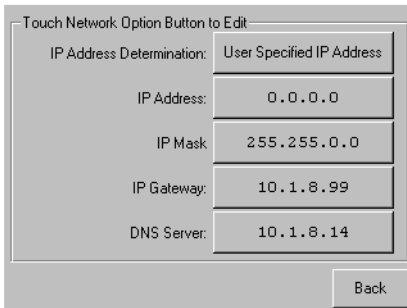 Touch Network Option Button to Edit
IP Address Determination: User Specified IP Address
IP Address: 0.0.0.0
IP Mask 255.255.0.0
IP Gateway: 10.1.8.99
DNS Server: 10.1.8.14
Back